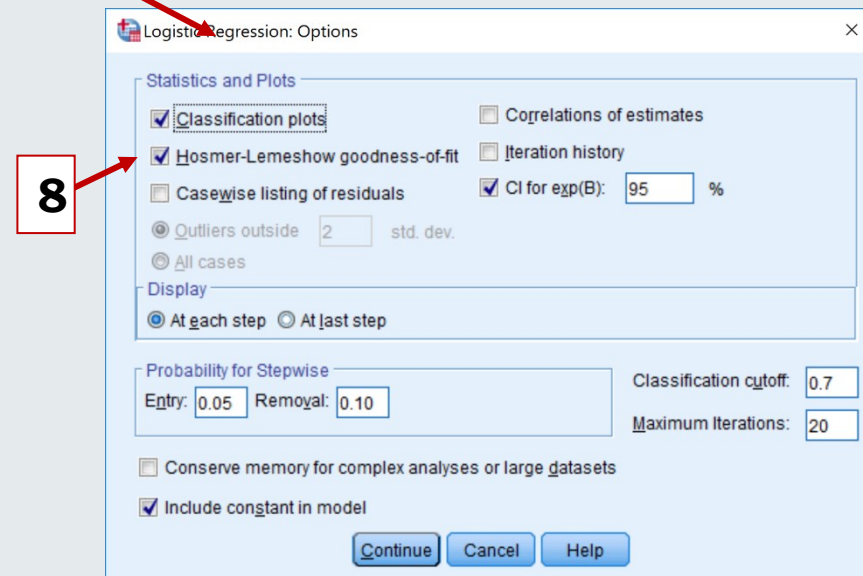 Logistic Regression: Options
Statistics and Plots
Classification plots
Correlations of estimates
8
Hosmer-Lemeshow goodness-of-fit
Iteration history
Casewise listing of residuals
CI for exp(B): 95 %
Outliers outside 2 std. dev.
All cases
Display
At each step At last step
Probability for Stepwise
Entry: 0.05 Removal: 0.10
Classification cutoff: 0.7
Maximum Iterations: 20
Conserve memory for complex analyses or large datasets
Include constant in model
Continue Cancel Help